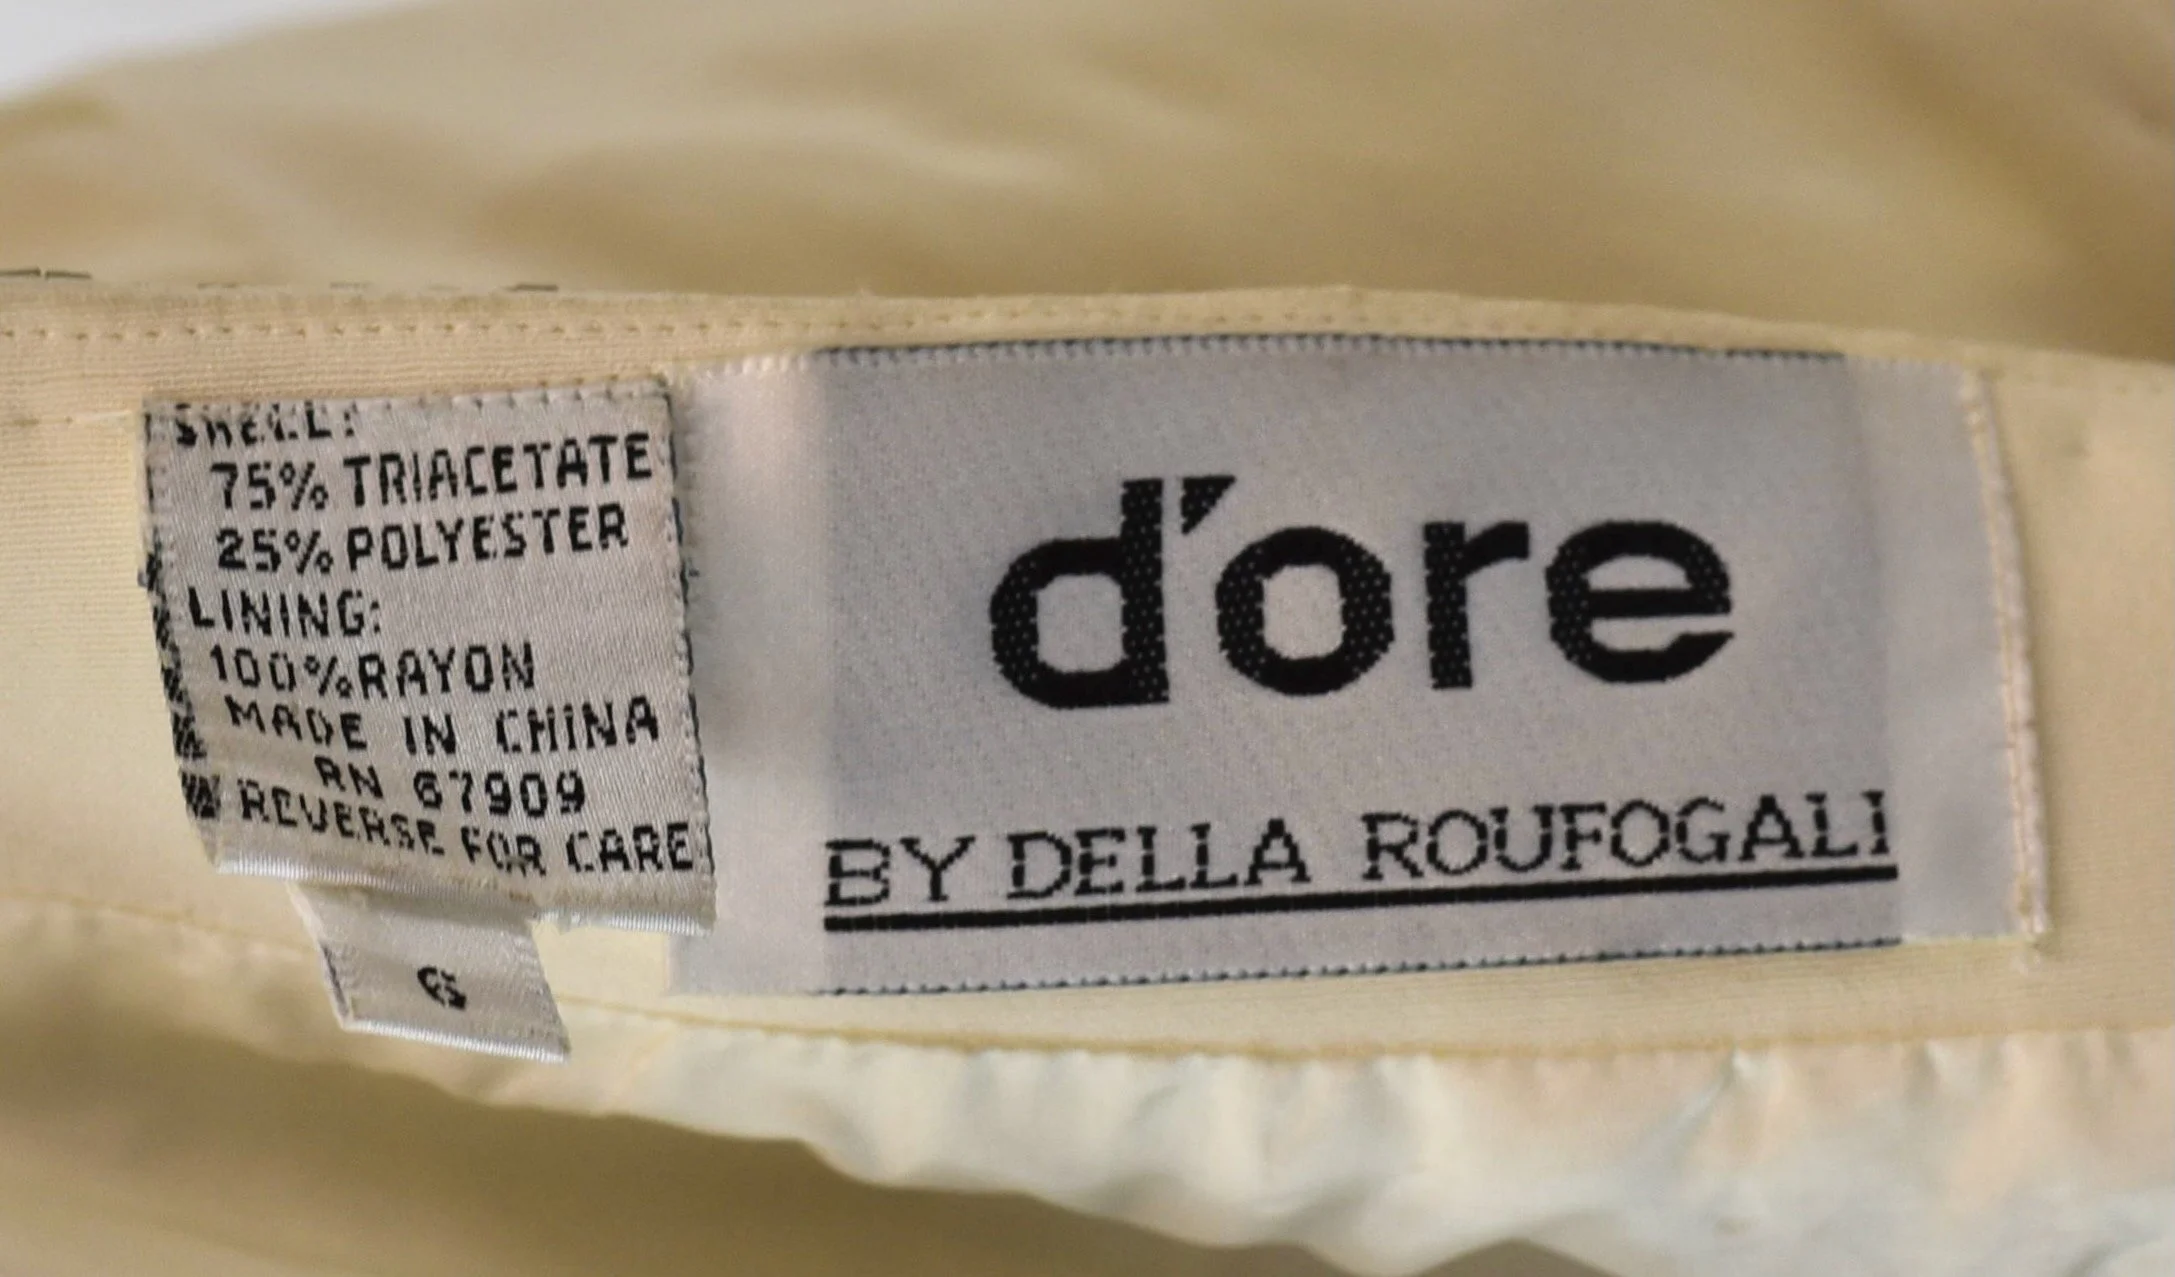 SHELL:
75% TRIACETATE
25% POLYESTER
LINING:
100% RAYON
MADE IN CHINA
RN 67909
REVERSE FOR CARE
6
d'ore
BY DELLA ROUFOGALI